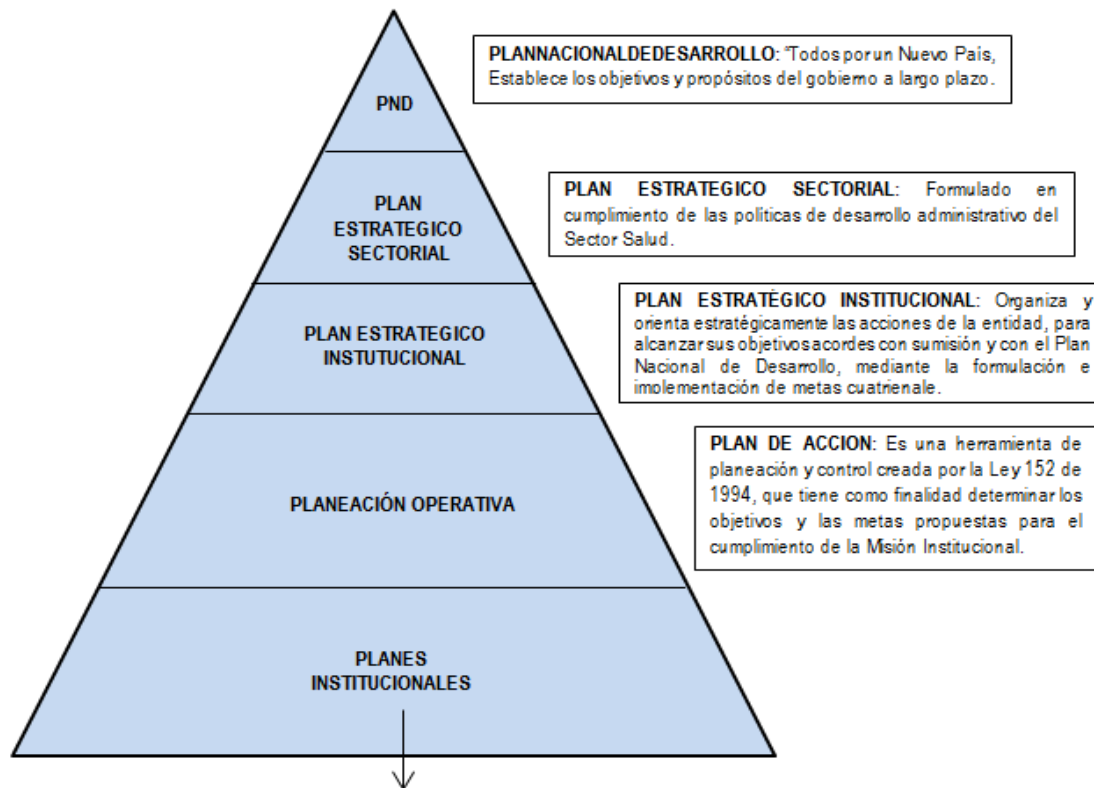 PLANNACIONALDEDESARROLLO: “Todos por un Nuevo País,
Establece los objetivos y propósitos del gobierno a largo plazo.
PND
PLAN ESTRATEGICO SECTORIAL: Formulado en
cumplimiento de las políticas de desarrollo administrativo del
Sector Salud.
PLAN
ESTRATEGICO
SECTORIAL
PLAN ESTRATÉGICO INSTITUCIONAL: Organiza y
orienta estratégicamente las acciones de la entidad, para
alcanzar sus objetivos acordes con sumisión y con el Plan
Nacional de Desarrollo, mediante la formulación e
implementación de metas cuatrienale.
PLAN ESTRATEGICO
INSTUTUCIONAL
PLAN DE ACCION: Es una herramienta de
planeación y control creada por la Ley 152 de
1994, que tiene como finalidad determinar los
objetivos y las metas propuestas para el
cumplimiento de la Misión Institucional.
PLANEACIÓN OPERATIVA
PLANES
INSTITUCIONALES